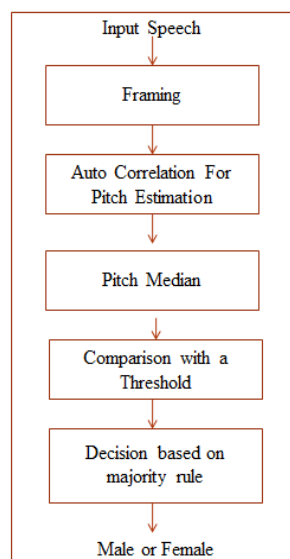 Input Speech
Framing
Auto Correlation For
Pitch Estimation
Pitch Median
Comparison with a
Threshold
Decision based on
majority rule
Male or Female